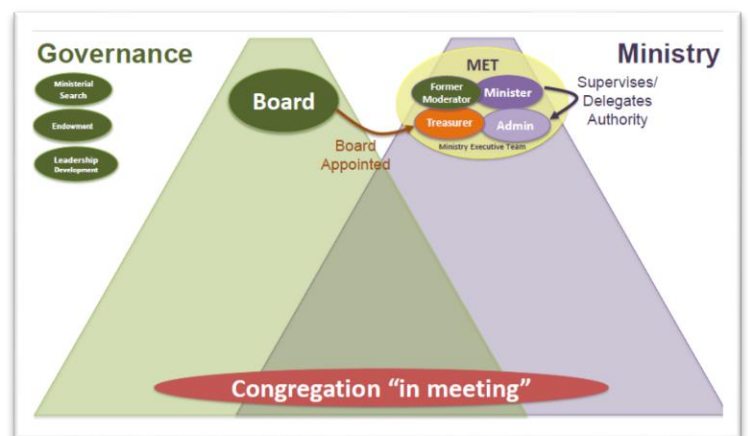 Governance
Ministerial
Search
Endowment
Leadership
Development
Board
Board
Appointed
MET
Former
Moderator
Minister
Treasurer
Admin
Ministry Executive Team
Ministry
Supervises/
Delegates
Authority
Congregation “in meeting”